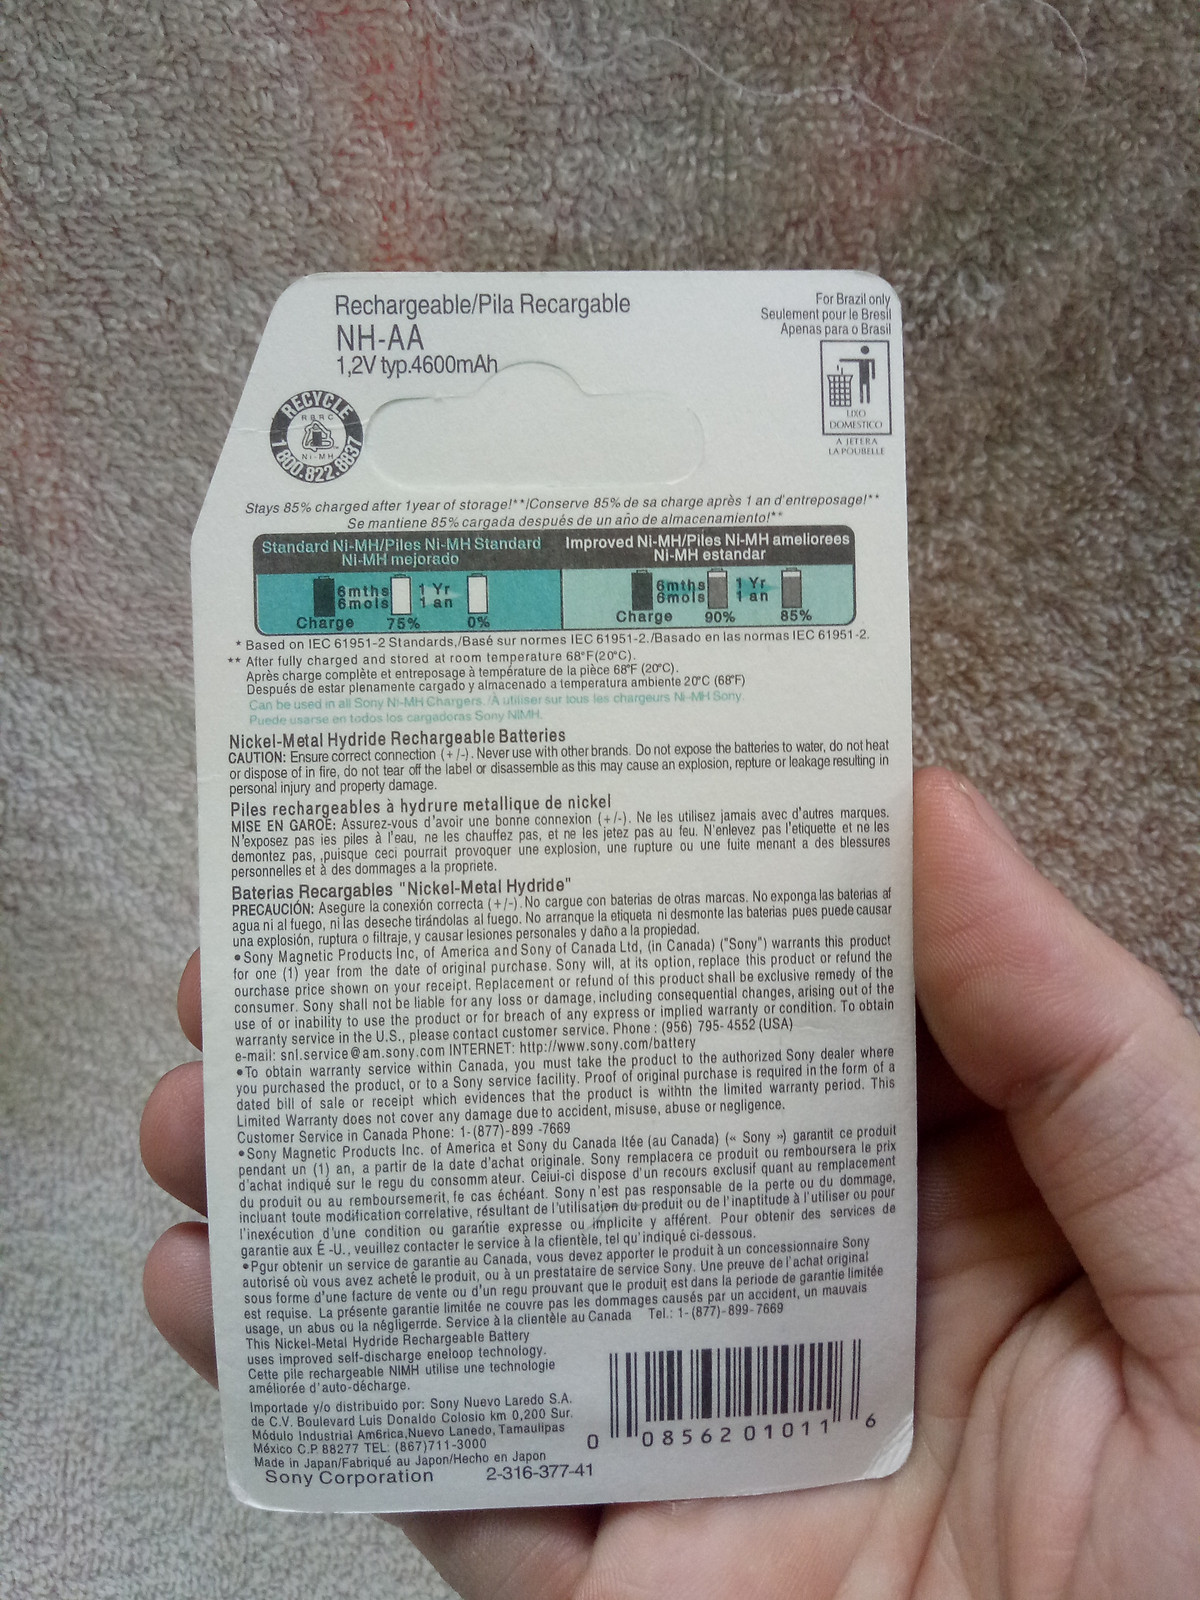 Rechargeable/Pila Recargable
NH-AA
1,2V typ.4600mAh
For Brazil only
Seulement pour le Bresil
Apenas para o Brasil
LIXO
DOMESTICO
A JETERA
LA POUBELLE
RECYCLE
RBRC
Ni-MH
1.800.822.8837
Stays 85% charged after 1year of storage!**/Conserve 85% de sa charge après 1 an d'entreposage!**
Se mantiene 85% cargada después de un año de almacenamiento!**
Standard Ni-MH/Piles Ni-MH Standard
Ni-MH mejorado
Improved Ni-MH/Piles Ni-MH ameliorees
Ni-MH estandar
6mths 1 Yr
6mols 1 an
Charge 75% 0%
6mths 1 Yr
6mols 1 an
Charge 90% 85%
* Based on IEC 61951-2 Standards,/Basé sur normes IEC 61951-2./Basado en las normas IEC 61951-2.
** After fully charged and stored at room temperature 68°F(20°C).
Après charge complète et entreposage à température de la pièce 68°F (20°C).
Después de estar plenamente cargado y almacenado a temperatura ambiente 20°C (68°F)
Can be used in all Sony Ni-MH Chargers. /À utiliser sur tous les chargeurs Ni-MH Sony.
Puede usarse en todos los cargadoras Sony NIMH.
Nickel-Metal Hydride Rechargeable Batteries
CAUTION: Ensure correct connection (+/-). Never use with other brands. Do not expose the batteries to water, do not heat
or dispose of in fire, do not tear off the label or disassemble as this may cause an explosion, repture or leakage resulting in
personal injury and property damage.
Piles rechargeables à hydrure metallique de nickel
MISE EN GAROE: Assurez-vous d'avoir une bonne connexion (+/-). Ne les utilisez jamais avec d'autres marques.
N'exposez pas ies piles à l'eau, ne les chauffez pas, et ne les jetez pas au feu. N'enlevez pas l'etiquette et ne les
demontez pas, ,puisque ceci pourrait provoquer une explosion, une rupture ou une fuite menant a des blessures
personnelles et à des dommages a la propriete.
Baterias Recargables "Nickel-Metal Hydride"
PRECAUCIÓN: Asegure la conexión correcta (+/-). No cargue con baterias de otras marcas. No exponga las baterias af
agua ni al fuego, ni las deseche tirándolas al fuego. No arranque la etiqueta ni desmonte las baterias pues puede causar
una explosión, ruptura o filtraje, y causar lesiones personales y daño a la propiedad.
•Sony Magnetic Products Inc, of America and Sony of Canada Ltd, (in Canada) ("Sony") warrants this product
for one (1) year from the date of original purchase. Sony will, at its option, replace this product or refund the
ourchase price shown on your receipt. Replacement or refund of this product shall be exclusive remedy of the
consumer. Sony shall not be liable for any loss or damage, including consequential changes, arising out of the
use of or inability to use the product or for breach of any express or implied warranty or condition. To obtain
warranty service in the U.S., please contact customer service. Phone : (956) 795- 4552 (USA)
e-mail: snl.service@am.sony.com INTERNET: http://www.sony.com/battery
•To obtain warranty service within Canada, you must take the product to the authorized Sony dealer where
you purchased the product, or to a Sony service facility. Proof of original purchase is required in the form of a
dated bill of sale or receipt which evidences that the product is withtn the limited warranty period. This
Limited Warranty does not cover any damage due to accident, misuse, abuse or negligence.
Customer Service in Canada Phone: 1-(877)-899 -7669
•Sony Magnetic Products Inc. of America et Sony du Canada ltée (au Canada) (« Sony ») garantit ce produit
pendant un (1) an, a partir de la date d'achat originale. Sony remplacera ce produit ou remboursera le prix
d'achat indiqué sur le regu du consommateur. Ceiui-ci dispose d'un recours exclusif quant au remplacement
du produit ou au remboursemerit, fe cas échéant. Sony n'est pas responsable de la perte ou du dommage,
incluant toute modification correlative, résultant de l'utilisation du produit ou de l'inaptitude à l'utiliser ou pour
l'inexécution d'une condition ou garantie expresse ou implicite y afférent. Pour obtenir des services de
garantie aux É -U., veuillez contacter le service à la cfientèle, tel qu'indiqué ci-dessous.
•Pgur obtenir un service de garantie au Canada, vous devez apporter le produit à un concessionnaire Sony
autorisé où vous avez acheté le produit, ou à un prestataire de service Sony. Une preuve de l'achat original
sous forme d'une facture de vente ou d'un regu prouvant que le produit est dans la periode de garantie limitée
est requise. La présente garantie limitée ne couvre pas les dommages causés par un accident, un mauvais
usage, un abus ou la négligerrde. Service à la clientèle au Canada Tel.: 1-(877)-899-7669
This Nickel-Metal Hydride Rechargeable Battery
uses improved self-discharge eneloop technology.
Cette pile rechargeable NIMH utilise une technologie
améliorée d'auto-décharge.
Importade y/o distribuido por: Sony Nuevo Laredo S.A.
de C.V. Boulevard Luis Donaldo Colosio km 0,200 Sur.
Módulo Industrial Am6rica,Nuevo Lanedo, Tamaulipas
México C.P. 88277 TEL: (867)711-3000
Made in Japan/Fabriqué au Japon/Hecho en Japon
Sony Corporation 2-316-377-41
0 08562 01011 6